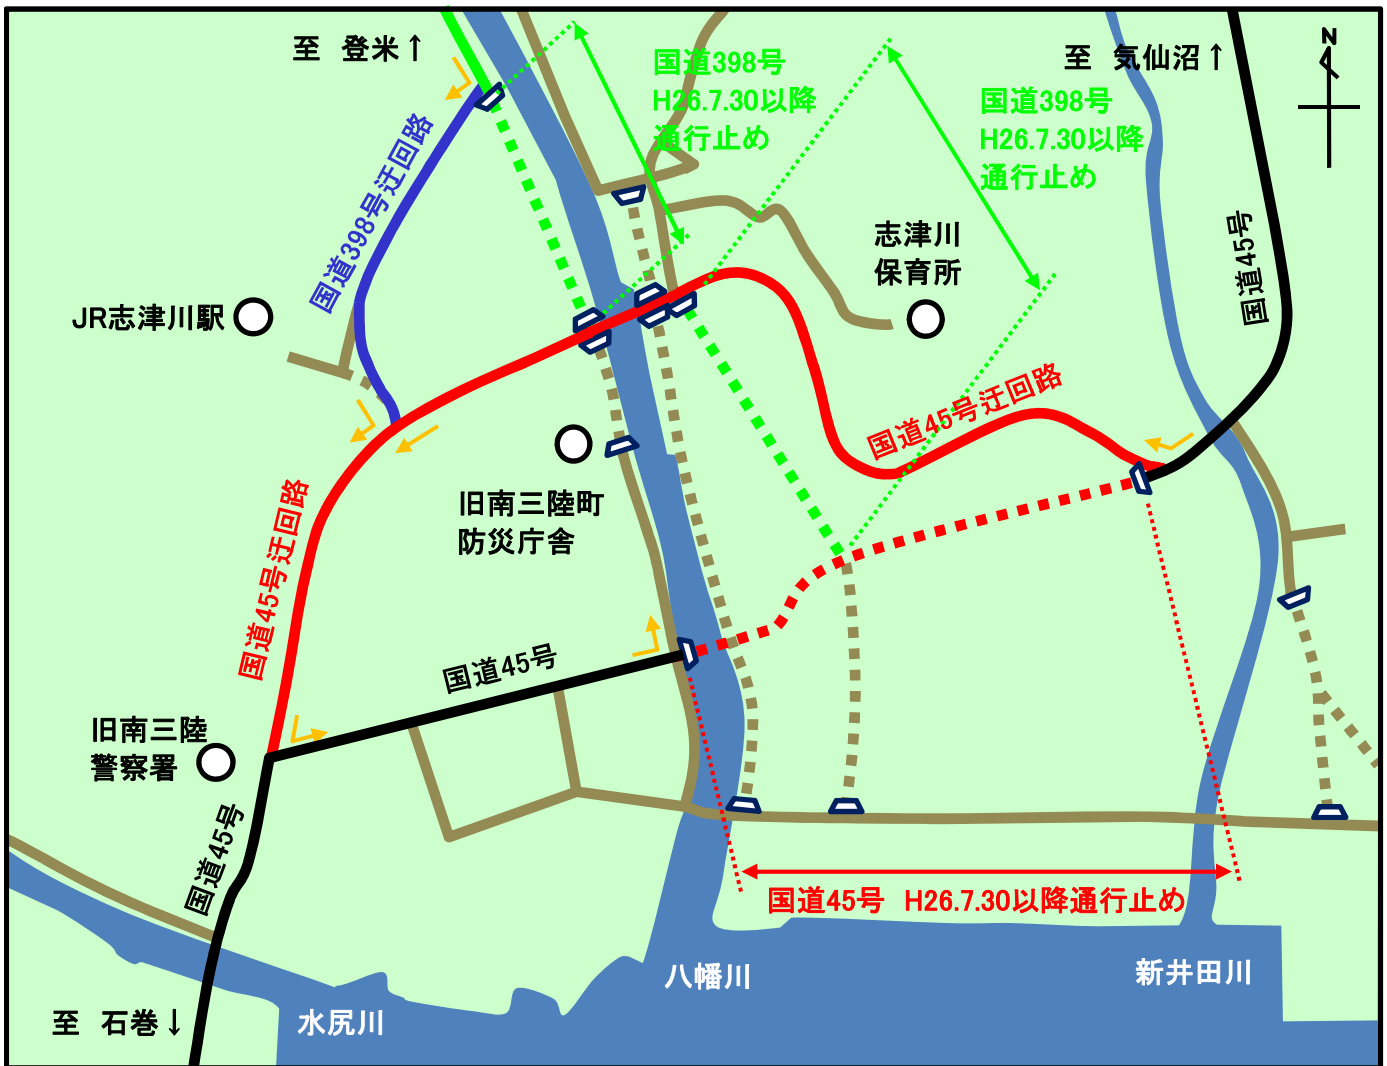 至 登米↑
国道398号
H26.7.30以降
通行止め
国道398号
H26.7.30以降
通行止め
至 気仙沼↑
N
国道398号迂回路
志津川
保育所
国道45号
JR志津川駅
国道45号迂回路
旧南三陸町
防災庁舎
国道45号迂回路
国道45号
旧南三陸
警察署
国道45号
国道45号 H26.7.30以降通行止め
八幡川
新井田川
至 石巻↓
水尻川